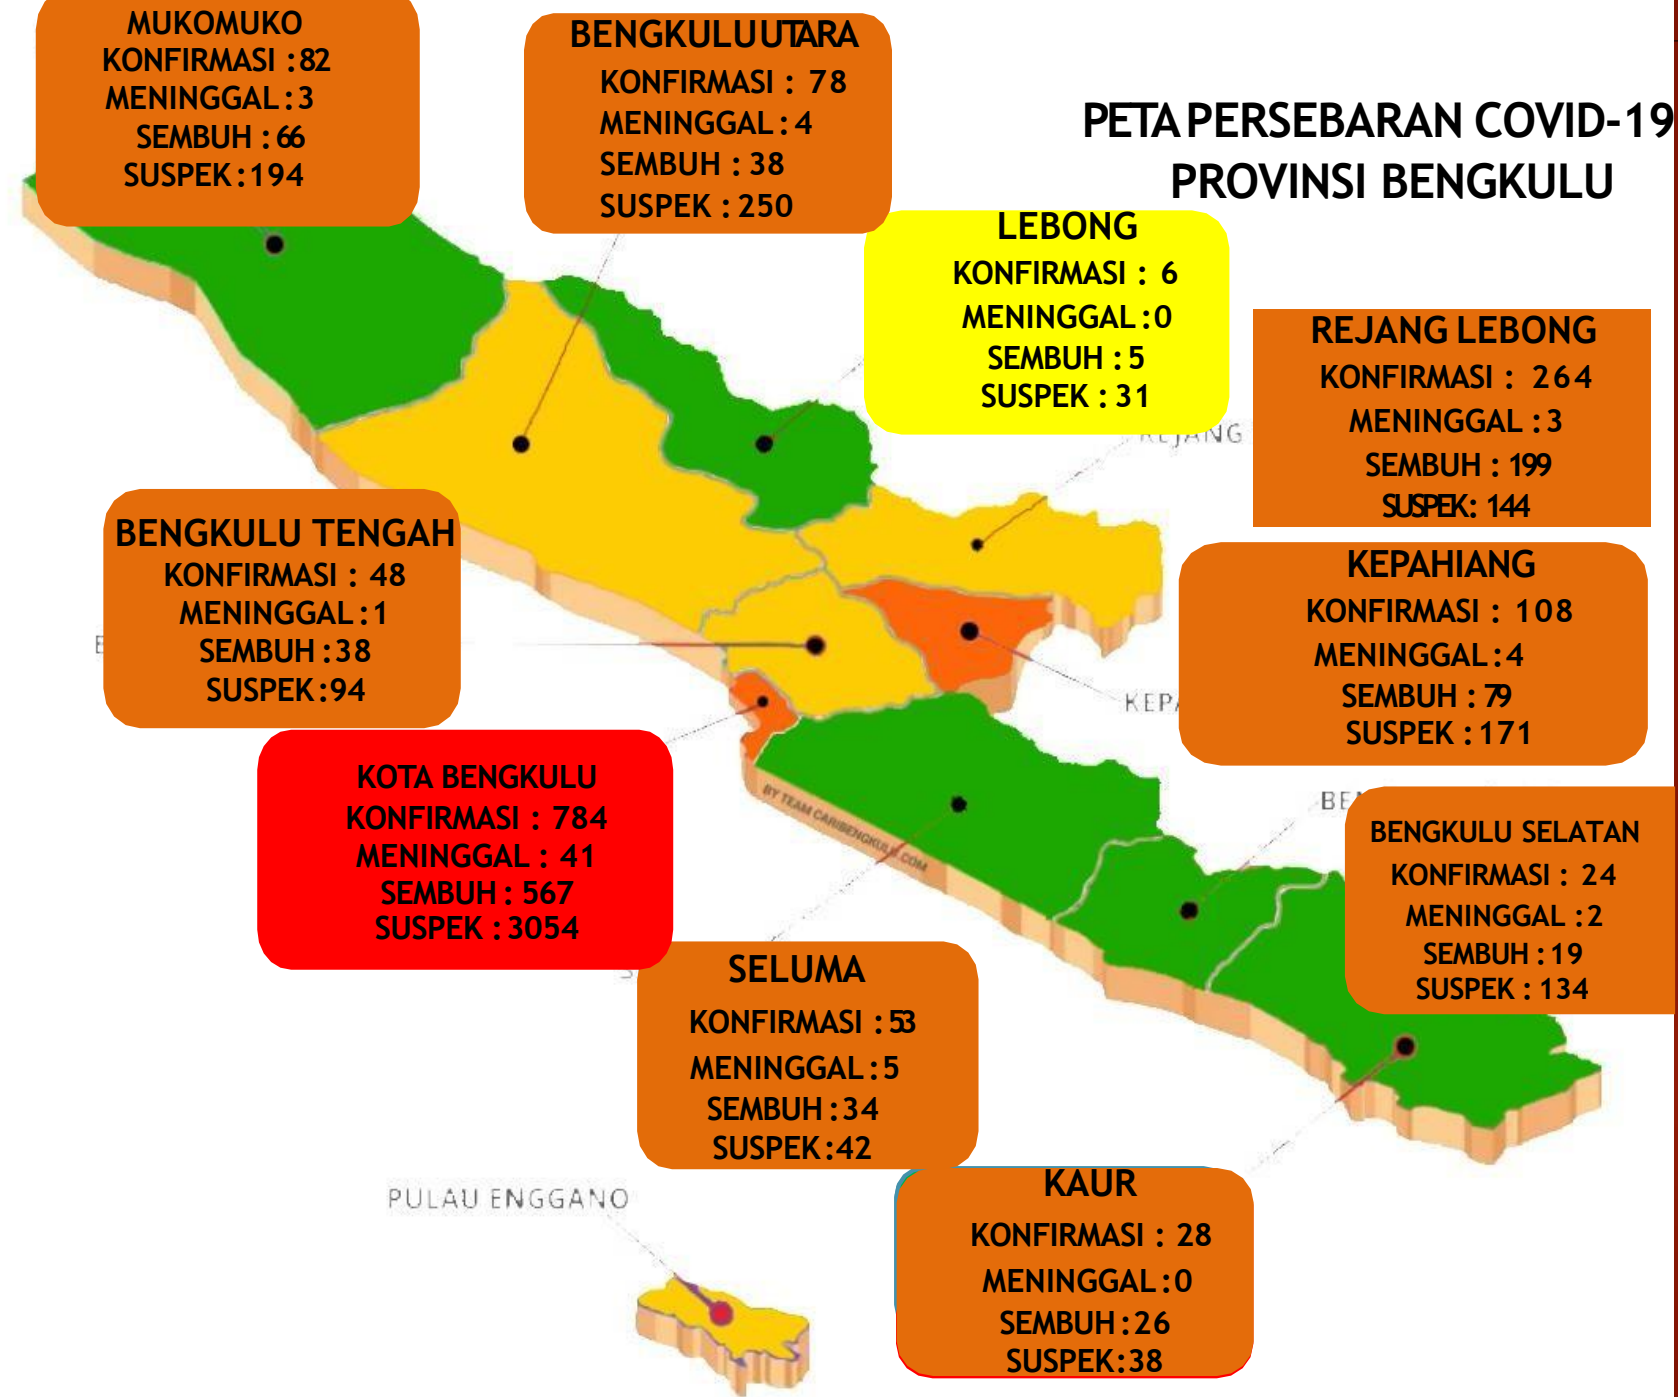 PETA PERSEBARAN COVID-19
PROVINSI BENGKULU
MUKOMUKO
KONFIRMASI : 82
MENINGGAL : 3
SEMBUH : 66
SUSPEK : 194
BENGKULU UTARA
KONFIRMASI : 78
MENINGGAL : 4
SEMBUH : 38
SUSPEK : 250
LEBONG
KONFIRMASI : 6
MENINGGAL : 0
SEMBUH : 5
SUSPEK : 31
REJANG LEBONG
KONFIRMASI : 264
MENINGGAL : 3
SEMBUH : 199
SUSPEK : 144
REJANG
BENGKULU TENGAH
KONFIRMASI : 48
MENINGGAL : 1
SEMBUH : 38
SUSPEK : 94
KEPAHIANG
KONFIRMASI : 108
MENINGGAL : 4
SEMBUH : 79
SUSPEK : 171
KOTA BENGKULU
KONFIRMASI : 784
MENINGGAL : 41
SEMBUH : 567
SUSPEK : 3054
BY TEAM CARIBENGKULU.COM
BENGKULU SELATAN
KONFIRMASI : 24
MENINGGAL : 2
SEMBUH : 19
SUSPEK : 134
SELUMA
KONFIRMASI : 53
MENINGGAL : 5
SEMBUH : 34
SUSPEK : 42
KAUR
KONFIRMASI : 28
MENINGGAL : 0
SEMBUH : 26
SUSPEK : 38
PULAU ENGGANO